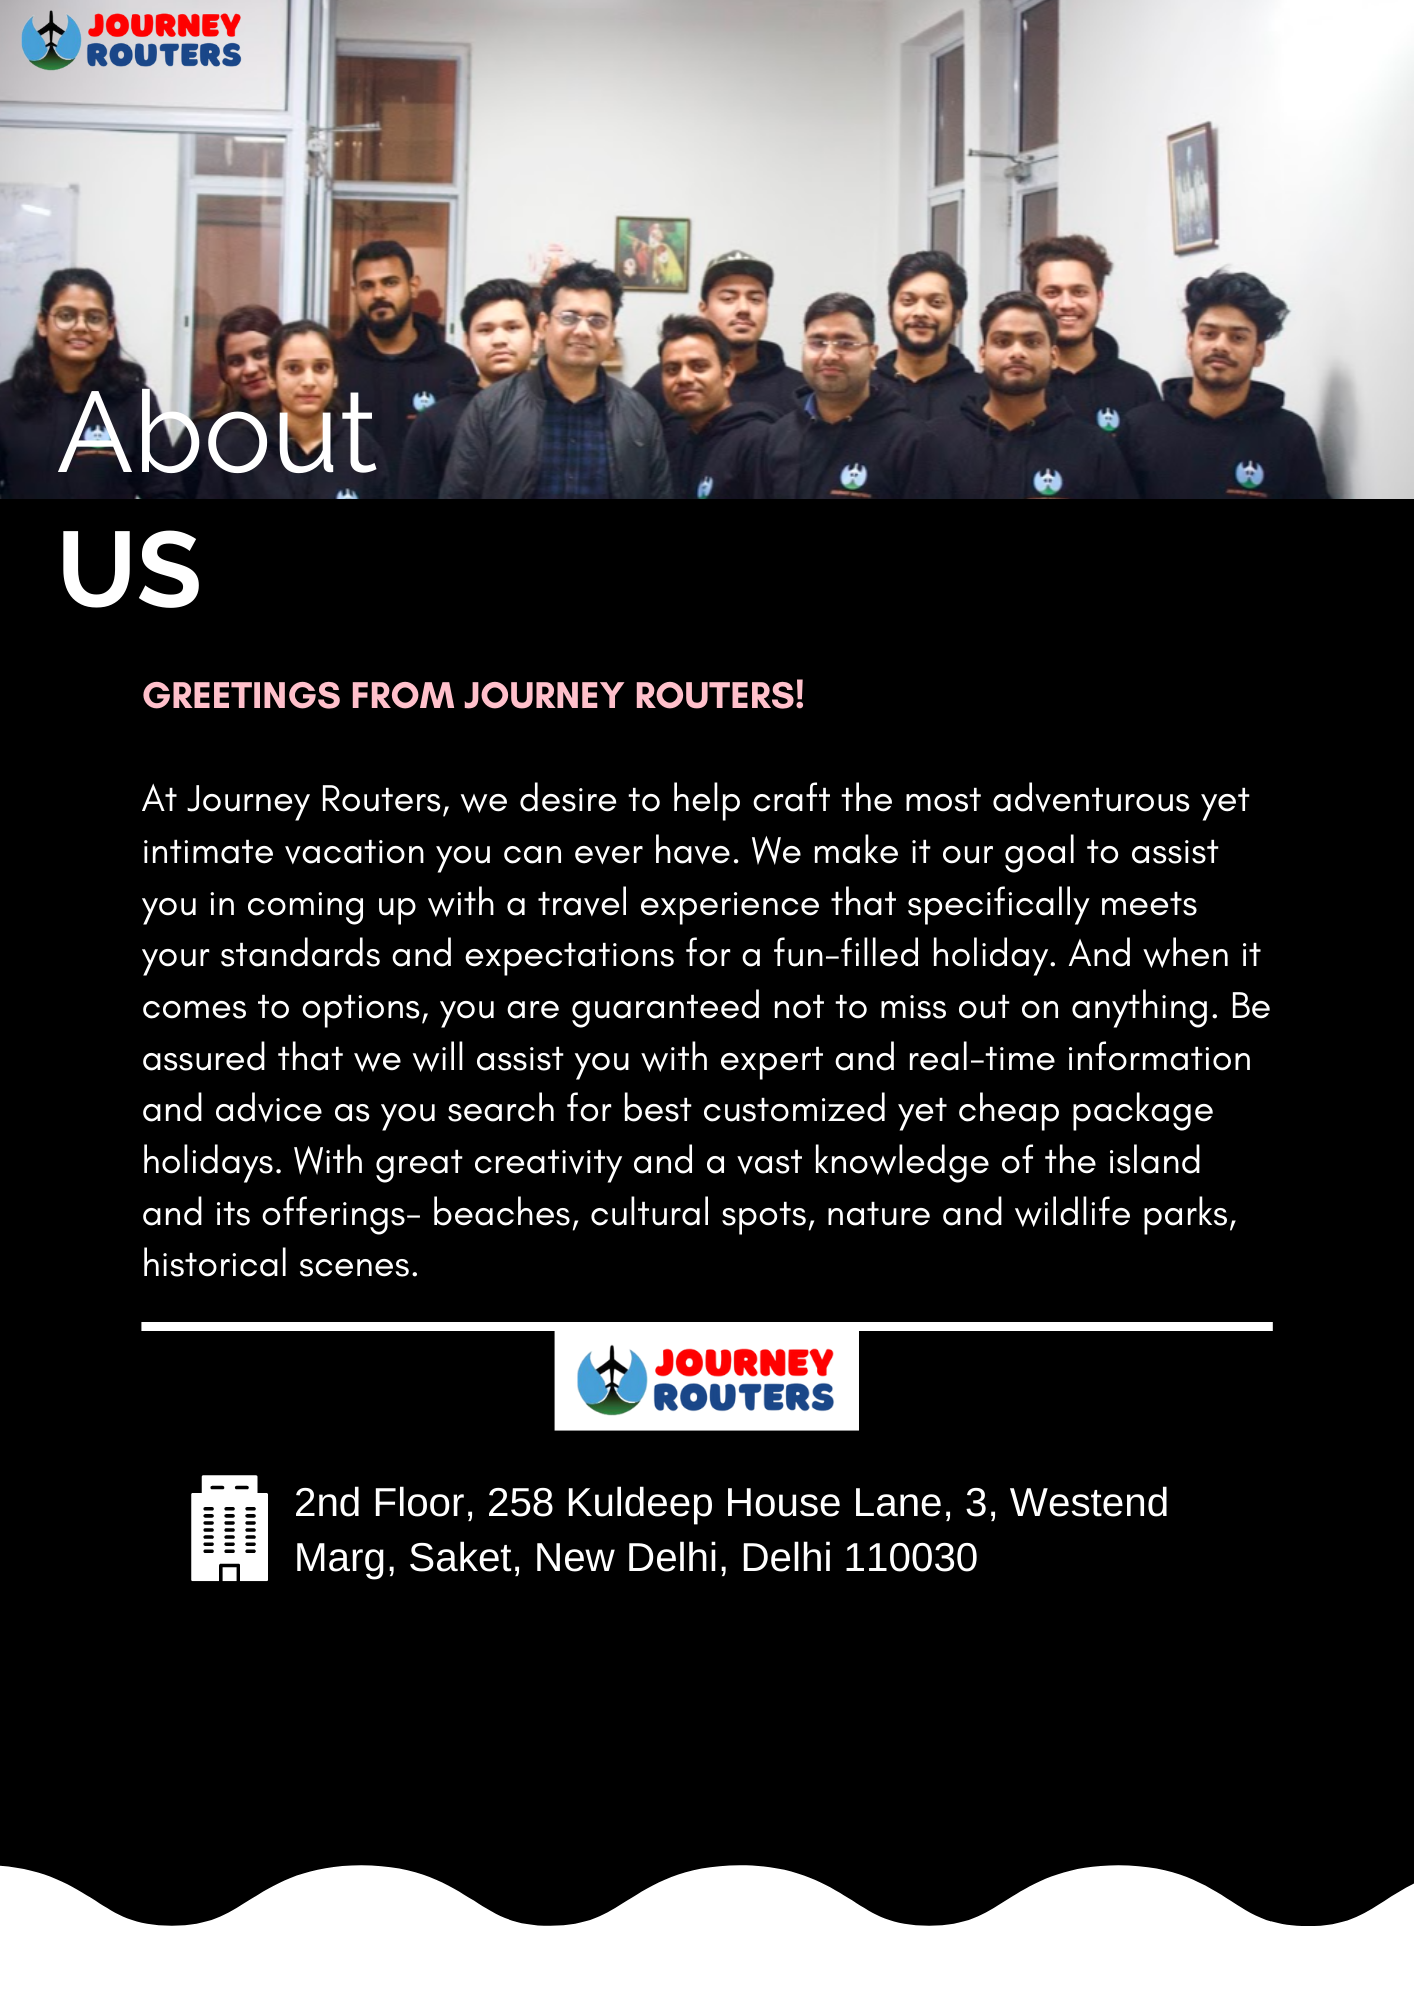 JOURNEY
ROUTERS
About
US
GREETINGS FROM JOURNEY ROUTERS!
At Journey Routers, we desire to help craft the most adventurous yet
intimate vacation you can ever have. We make it our goal to assist
you in coming up with a travel experience that specifically meets
your standards and expectations for a fun-filled holiday. And when it
comes to options, you are guaranteed not to miss out on anything. Be
assured that we will assist you with expert and real-time information
and advice as you search for best customized yet cheap package
holidays. With great creativity and a vast knowledge of the island
and its offerings- beaches, cultural spots, nature and wildlife parks,
historical scenes.
JOURNEY
ROUTERS
2nd Floor, 258 Kuldeep House Lane, 3, Westend
Marg, Saket, New Delhi, Delhi 110030